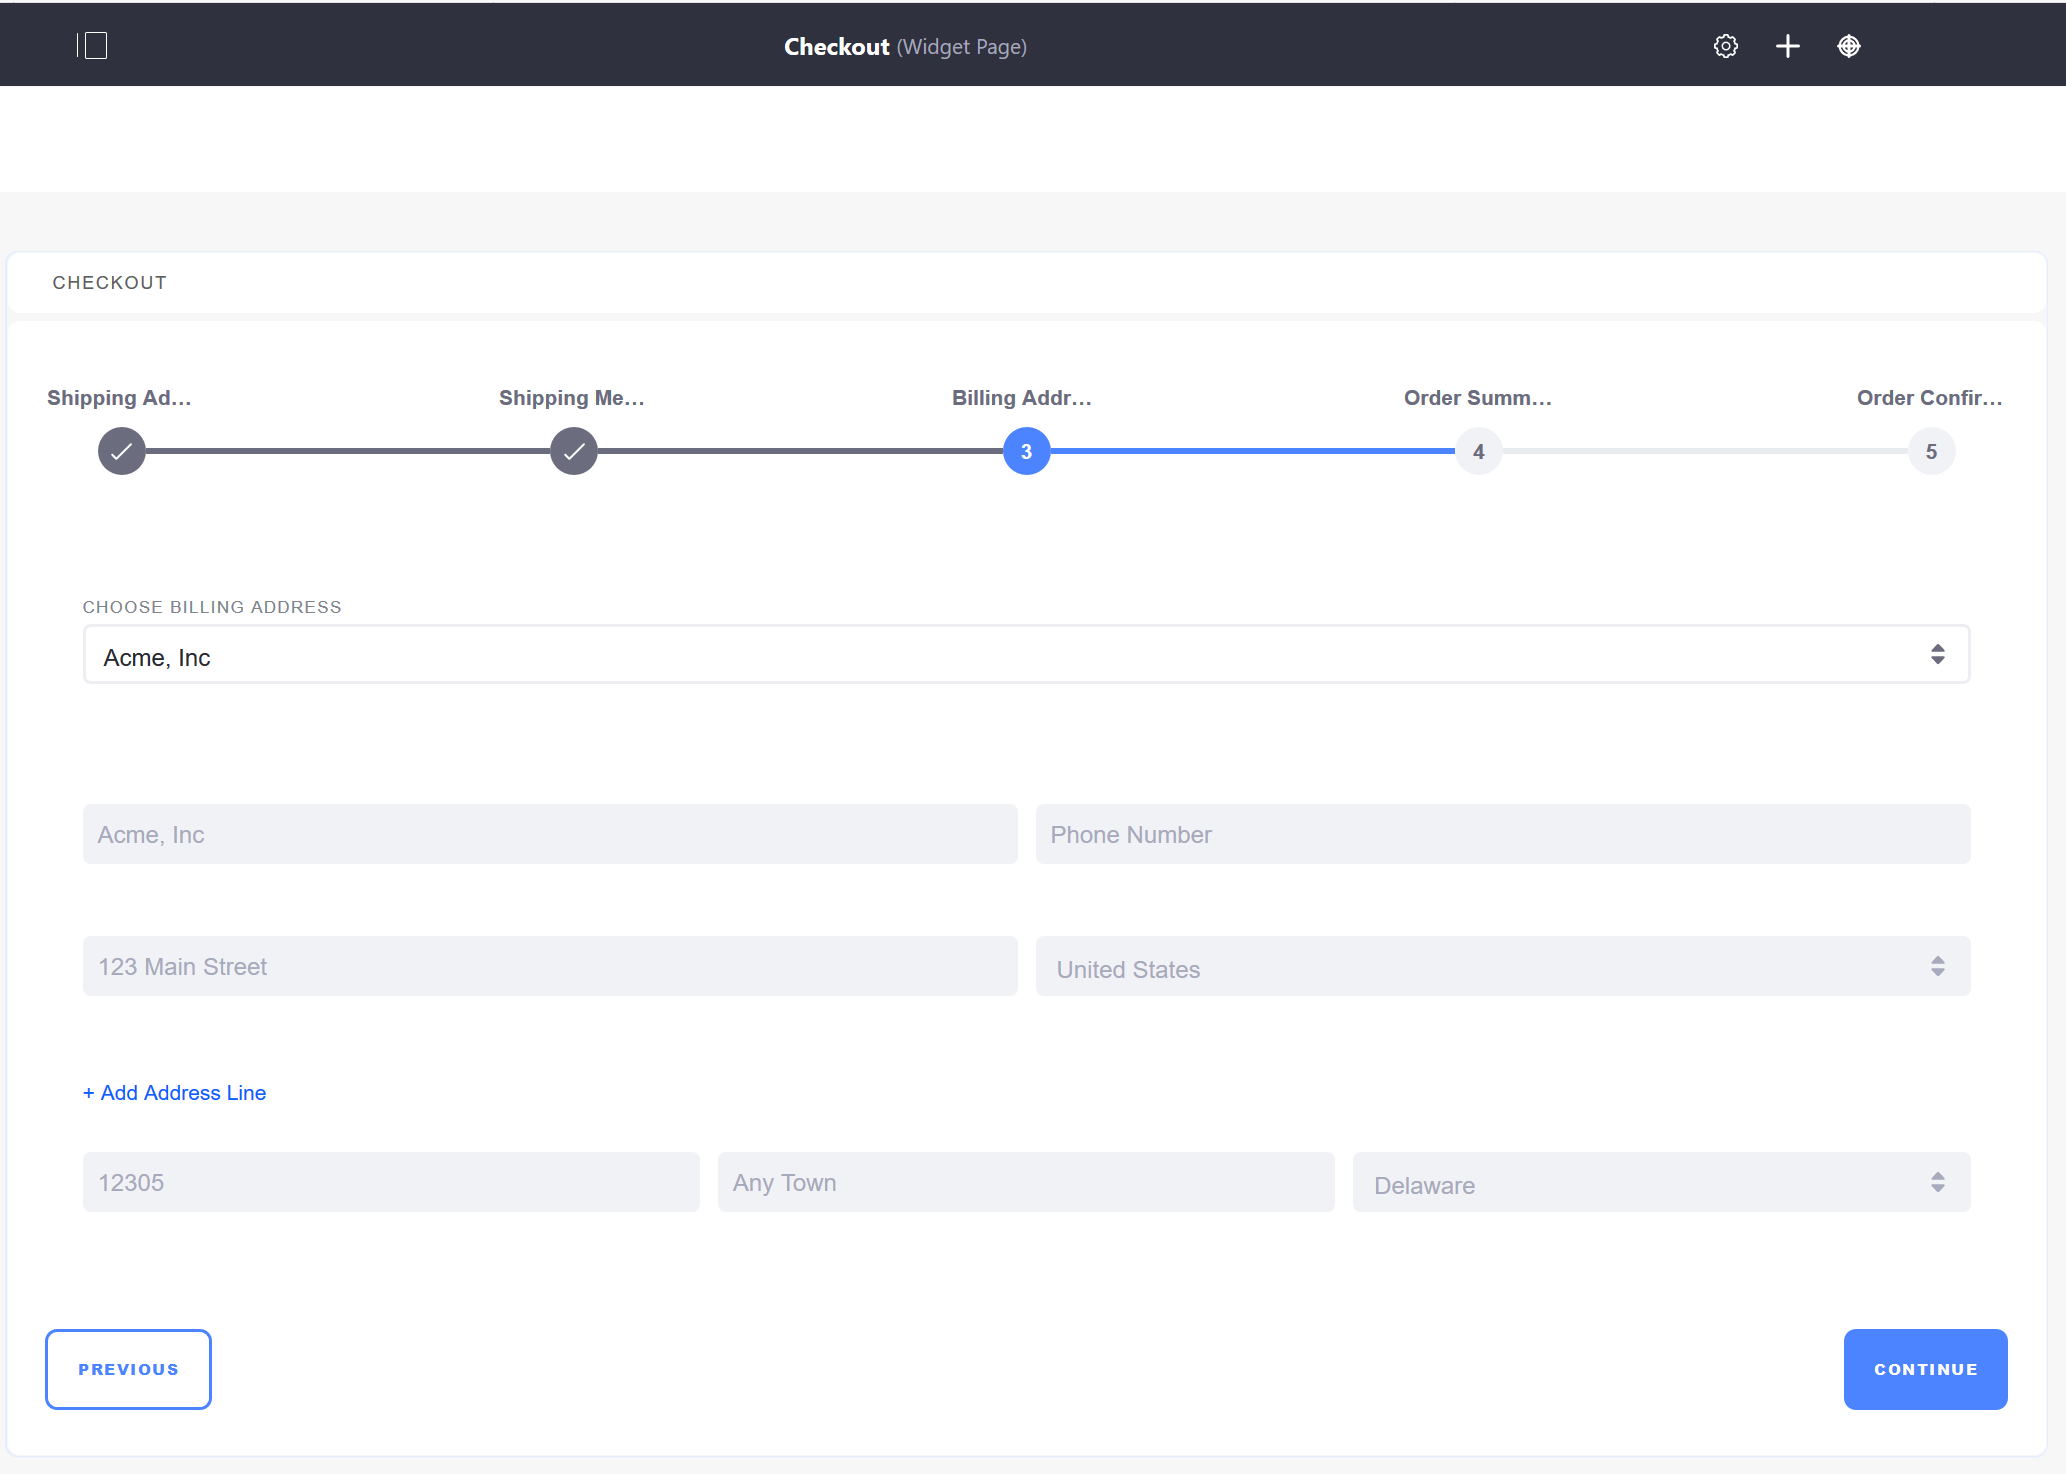 Checkout (Widget Page)
CHECKOUT
Shipping Ad... Shipping Me... Billing Addr... Order Summ... Order Confir...
3 4 5
CHOOSE BILLING ADDRESS
Acme, Inc
Acme, Inc Phone Number
123 Main Street United States
+ Add Address Line
12305 Any Town Delaware
PREVIOUS CONTINUE